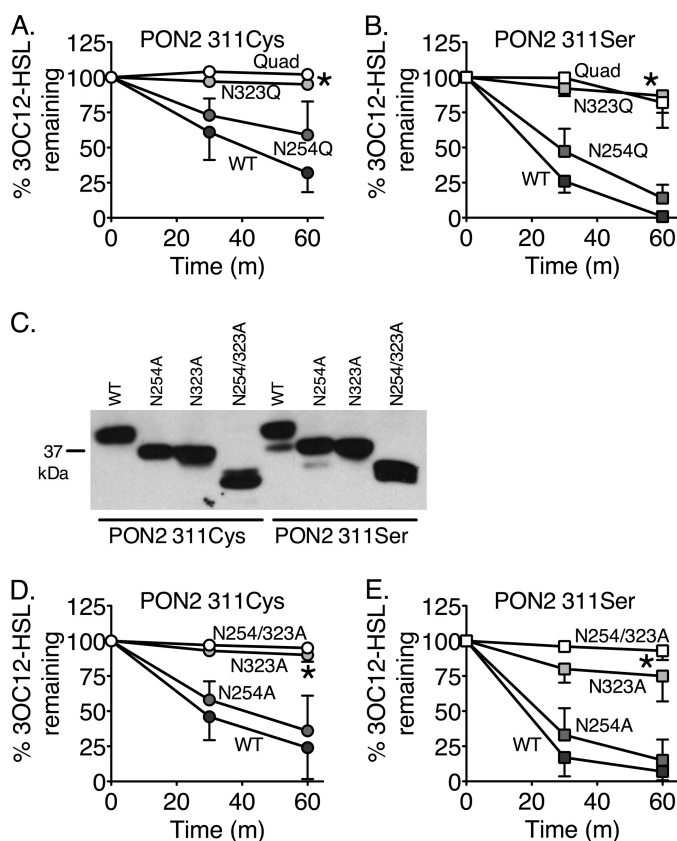 A.
PON2 311Cys
% 3OC12-HSL
remaining
125
100
75
50
25
0
Quad
*
N323Q
N254Q
WT
0 20 40 60
Time (m)
B.
PON2 311Ser
% 3OC12-HSL
remaining
125
100
75
50
25
0
Quad
*
N323Q
N254Q
WT
0 20 40 60
Time (m)
C.
WT N254A N323A N254/323A WT N254A N323A N254/323A
37
kDa
PON2 311Cys PON2 311Ser
D.
PON2 311Cys
% 3OC12-HSL
remaining
125
100
75
50
25
0
N254/323A
N323A
*
N254A
WT
0 20 40 60
Time (m)
E.
PON2 311Ser
% 3OC12-HSL
remaining
125
100
75
50
25
0
N254/323A
*
N323A
N254A
WT
0 20 40 60
Time (m)